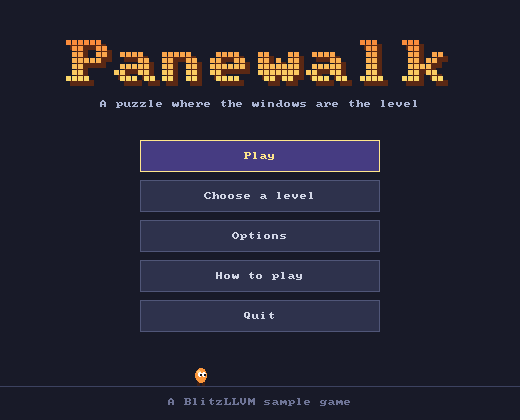 Panewalk
A puzzle where the windows are the level
Play
Choose a level
Options
How to play
Quit
A BlitzLLVM sample game